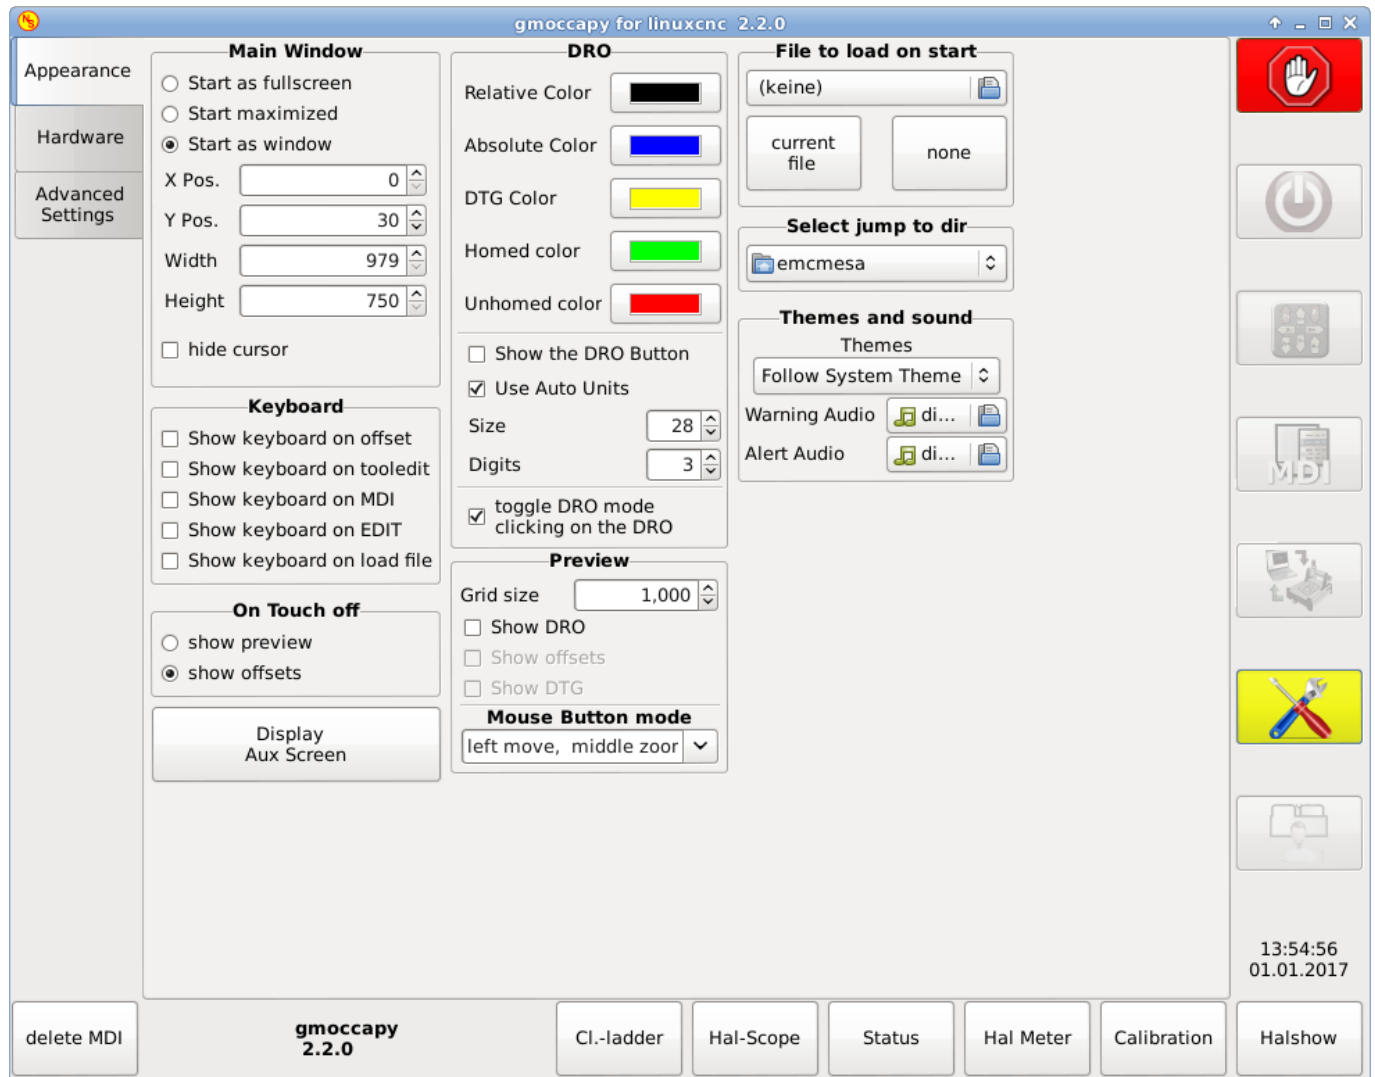 gmoccapy for linuxcnc 2.2.0
Appearance
Hardware
Advanced
Settings
Main Window
Start as fullscreen
Start maximized
Start as window
X Pos. 0
Y Pos. 30
Width 979
Height 750
hide cursor
Keyboard
Show keyboard on offset
Show keyboard on tooledit
Show keyboard on MDI
Show keyboard on EDIT
Show keyboard on load file
On Touch off
show preview
show offsets
Display
Aux Screen
DRO
Relative Color
Absolute Color
DTG Color
Homed color
Unhomed color
Show the DRO Button
Use Auto Units
Size 28
Digits 3
toggle DRO mode
clicking on the DRO
Preview
Grid size 1,000
Show DRO
Show offsets
Show DTG
Mouse Button mode
left move, middle zoor
File to load on start
(keine)
current
file
none
Select jump to dir
emcmesa
Themes and sound
Themes
Follow System Theme
Warning Audio di...
Alert Audio di...
MDI
13:54:56
01.01.2017
delete MDI
gmoccapy
2.2.0
Cl.-ladder
Hal-Scope
Status
Hal Meter
Calibration
Halshow